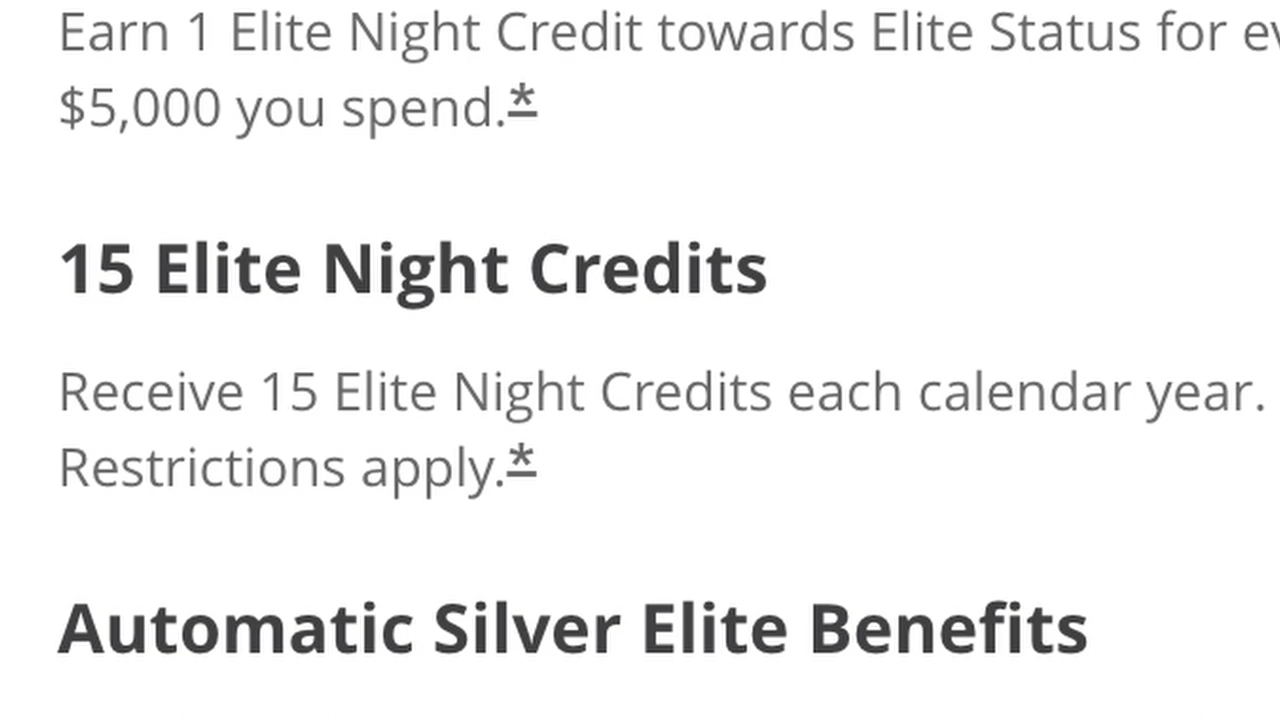 Earn 1 Elite Night Credit towards Elite Status for
$5,000 you spend.*
15 Elite Night Credits
Receive 15 Elite Night Credits each calendar year.
Restrictions apply.*
Automatic Silver Elite Benefits